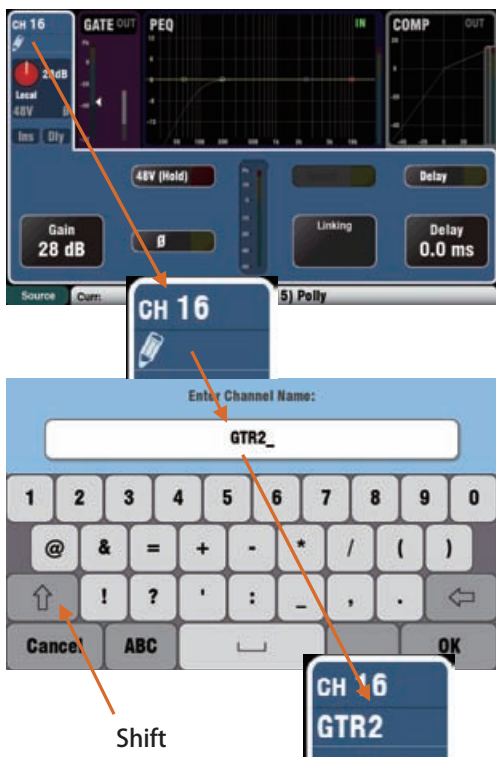 CH 16
GATE OUT
PEQ
IN
COMP
OUT
28dB
Local
48V Ø
Ins Dly
48V (Hold)
Delay
Gain
28 dB
Ø
Linking
Delay
0.0 ms
Source
Curr:
5) Polly
CH 16
Enter Channel Name:
GTR2_
1 2 3 4 5 6 7 8 9 0
@ & = + - * / ( )
! ? ' : _ , .
Cancel ABC OK
Shift
CH 16
GTR2